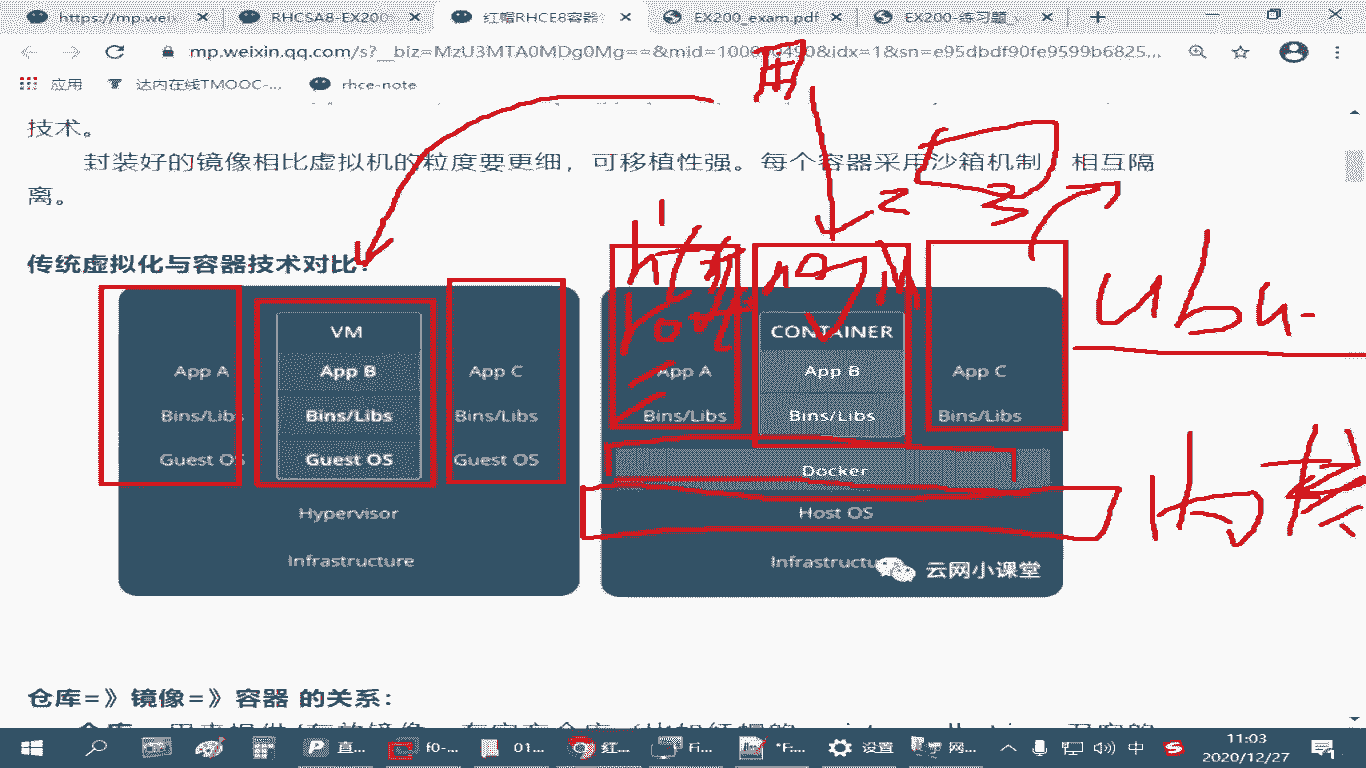 https://mp.weix
RHCSA8-EX200
红帽RHCE8容器
EX200_exam.pdf
EX200-练习题_
mp.weixin.qq.com/s?__biz=MzU3MTA0MDg0Mg==&mid=100
&idx=1&sn=e95dbdf90fe9599b6825...
应用
达内在线TMOOC-...
rhce-note
用
技术。
封装好的镜像相比虚拟机的粒度要更细，可移植性强。每个容器采用沙箱机制
相互隔
离。
1
2
3
传统虚拟化与容器技术对比：
ubu
VM
App A
App B
App C
Bins/Libs
Bins/Libs
Bins/Libs
Guest OS
Guest OS
Guest OS
Hypervisor
Infrastructure
CONTAINER
App A
App B
App C
Bins/Libs
Bins/Libs
Bins/Libs
Docker
Host OS
内核
Infrastructu
云网小课堂
仓库=》镜像=》容器 的关系：
直...
f0-...
01...
红...
Fi...
*F:...
设置
网...
中
11:03
2020/12/27